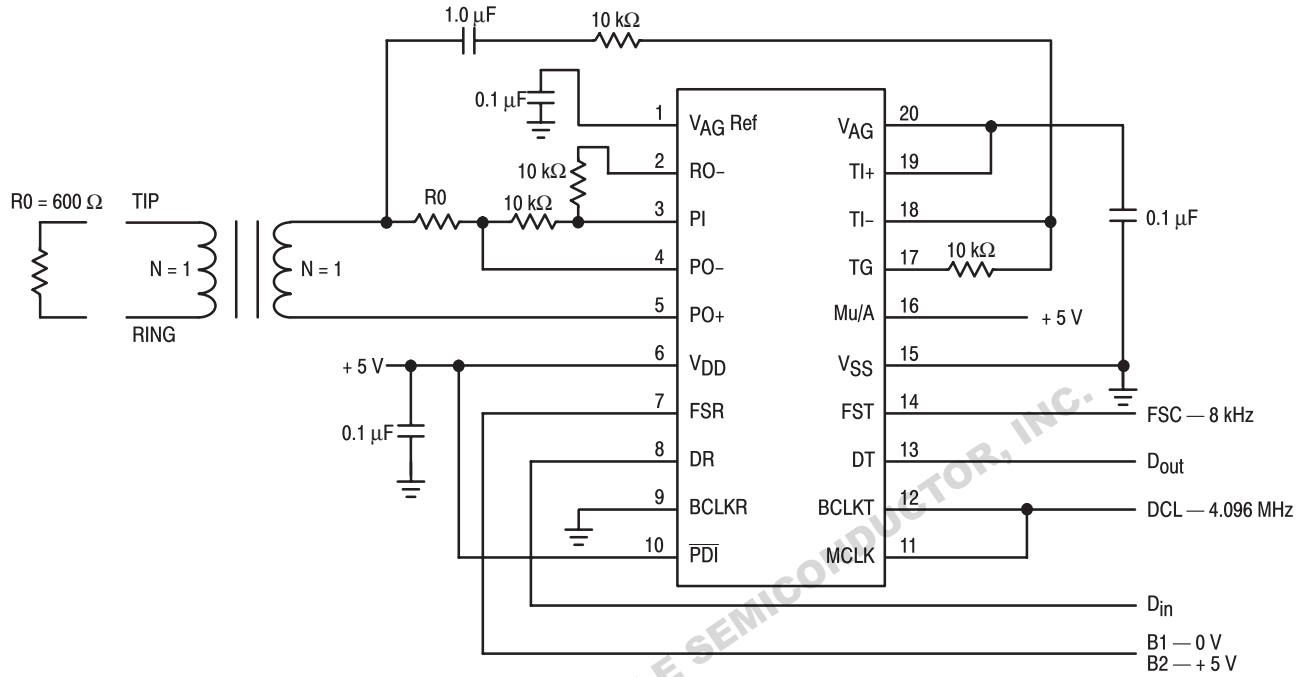 1.0 μF
10 kΩ
0.1 μF
1
VAG Ref
VAG
20
2
RO–
TI+
19
10 kΩ
R0 = 600 Ω
TIP
R0
10 kΩ
3
PI
TI–
18
0.1 μF
N = 1
N = 1
4
PO–
TG
17
10 kΩ
5
PO+
Mu/A
16
+ 5 V
RING
+ 5 V
6
VDD
VSS
15
7
FSR
FST
14
FSC — 8 kHz
0.1 μF
8
DR
DT
13
Dout
9
BCLKR
BCLKT
12
DCL — 4.096 MHz
10
PDI
MCLK
11
Din
B1 — 0 V
B2 — + 5 V
LE SEMICONDUCTOR, INC.